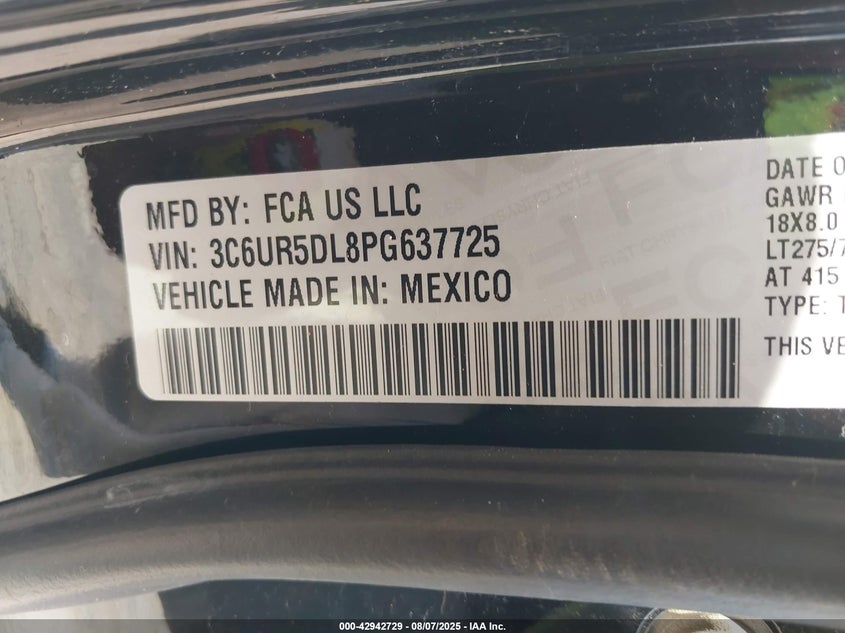 MFD BY: FCA US LLC
VIN: 3C6UR5DL8PG637725
VEHICLE MADE IN: MEXICO
DATE O
GAWR
18X8.0
LT275/7
AT 415
TYPE: T
THIS VE
000-42942729 - 08/07/2025 - IAA Inc.